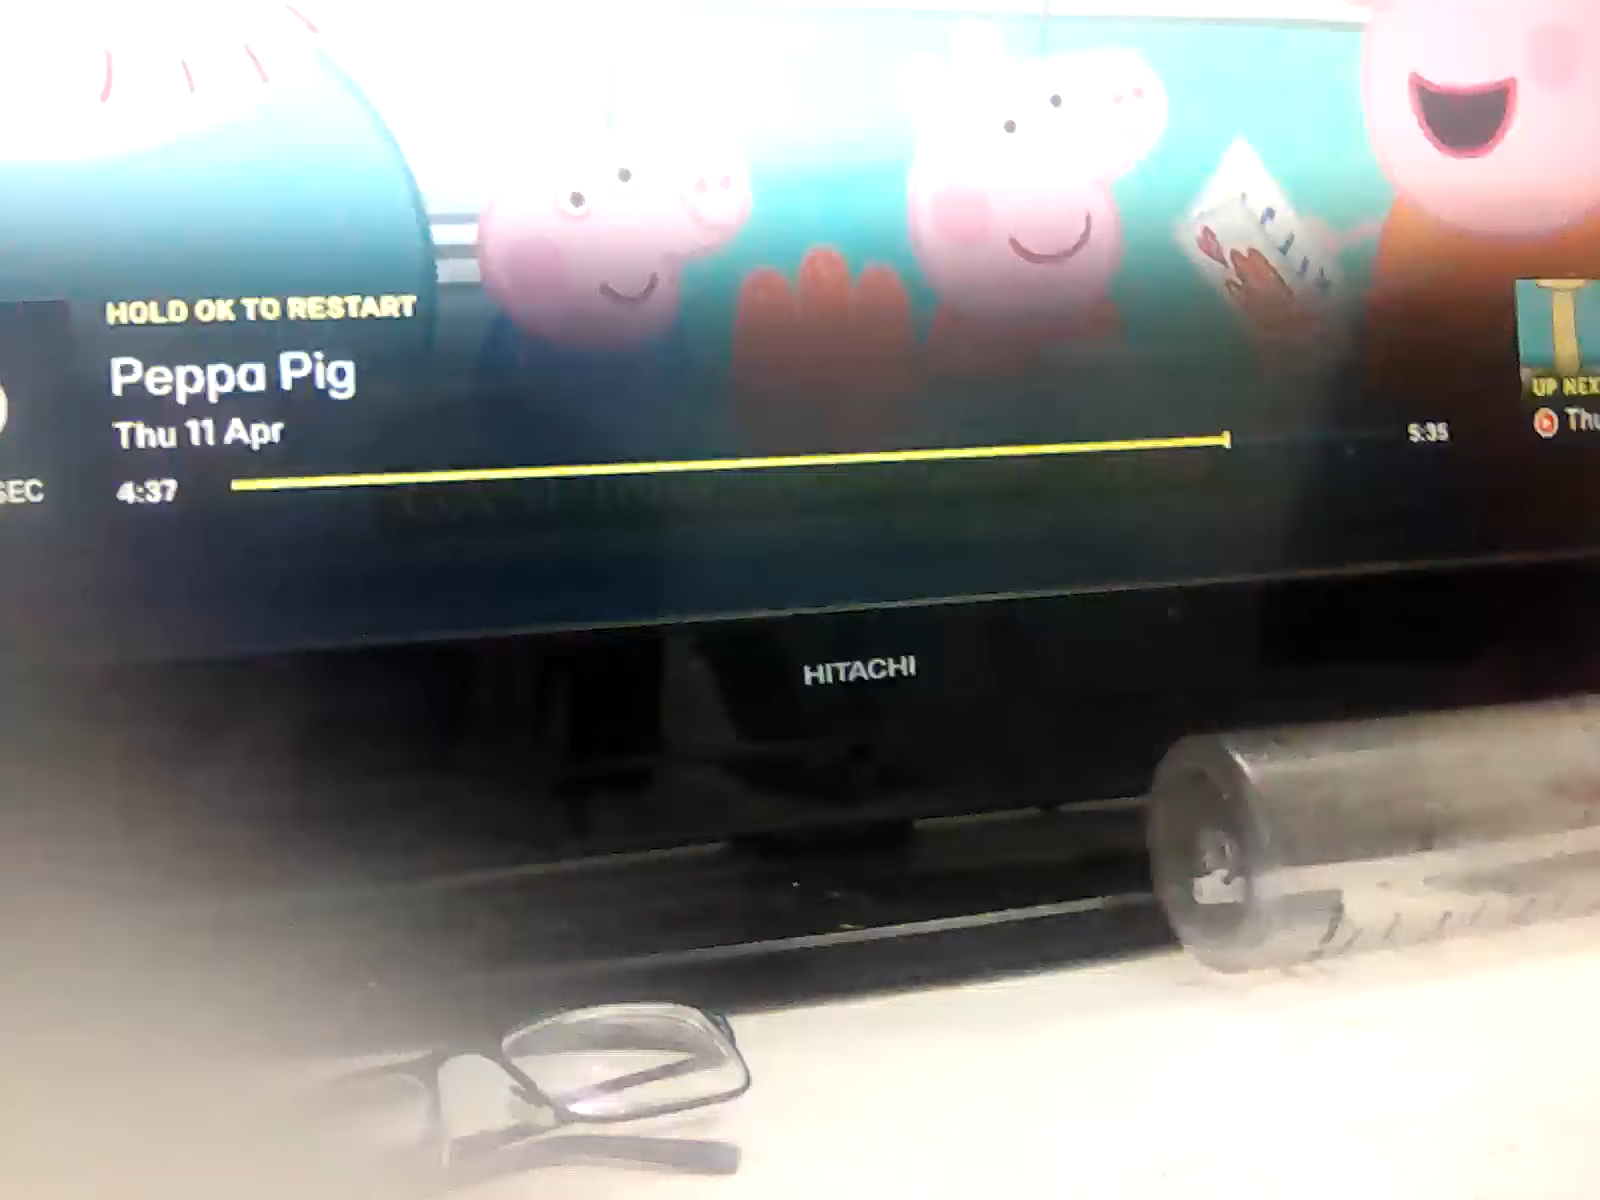 HOLD OK TO RESTART
Peppa Pig
Thu 11 Apr
4:37
5:35
SEC
UP NEX
Thu
HITACHI